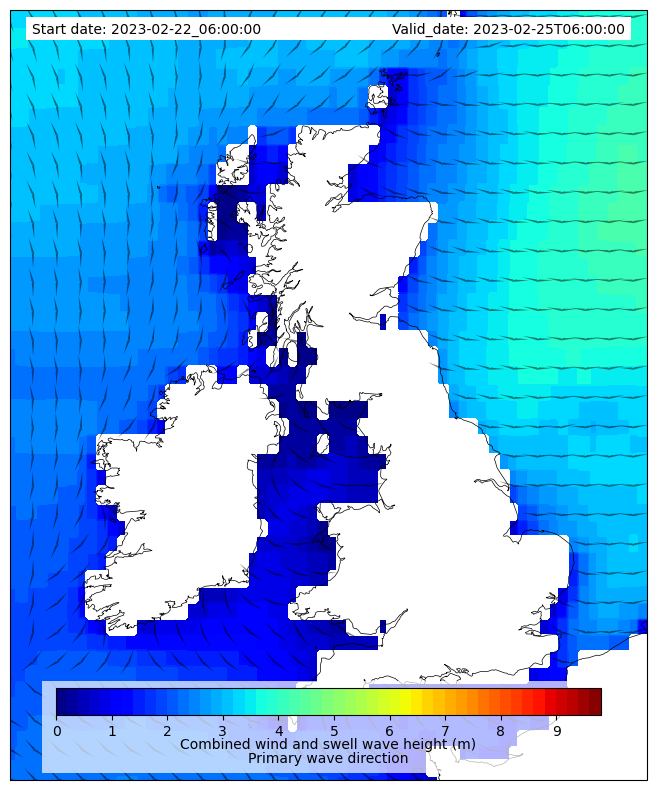 Start date: 2023-02-22_06:00:00 Valid_date: 2023-02-25T06:00:00
0 1 2 3 4 5 6 7 8 9
Combined wind and swell wave height (m)
Primary wave direction